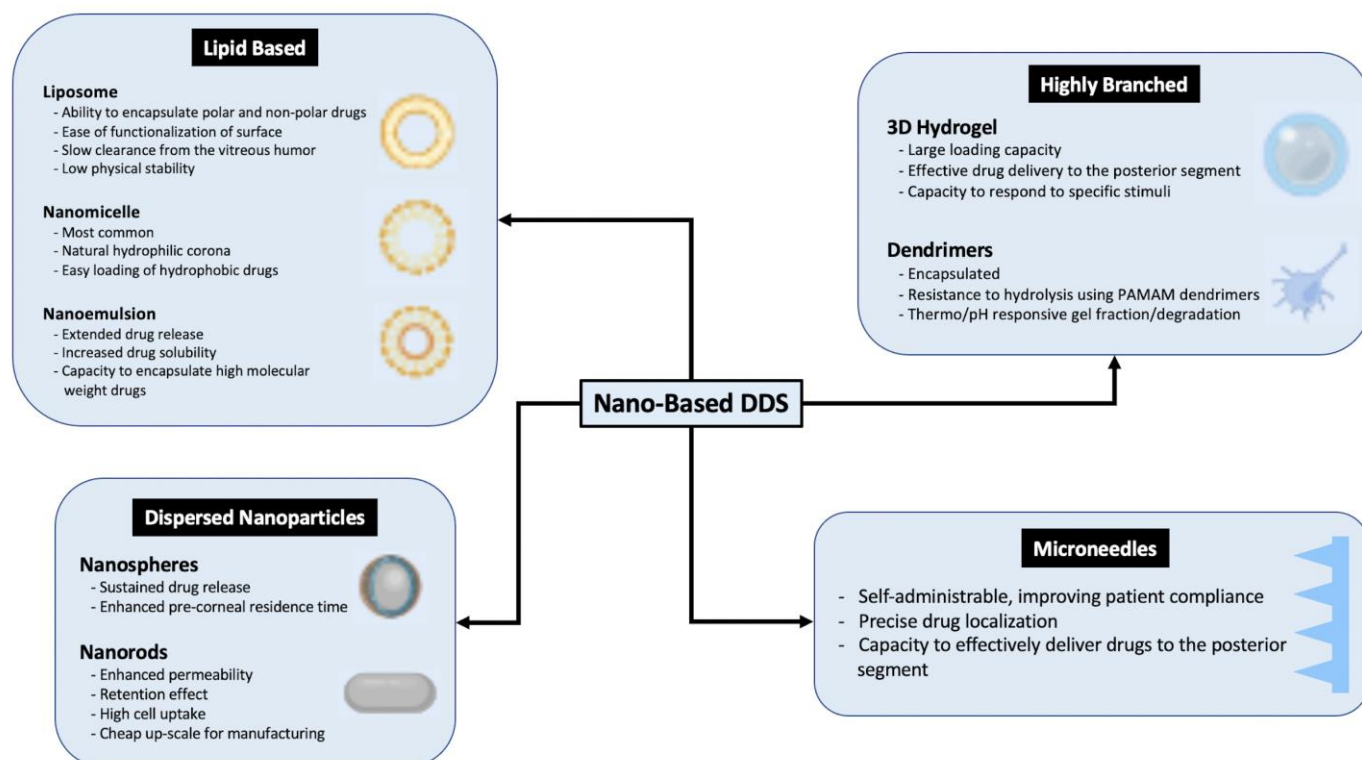 Lipid Based
Liposome
- Ability to encapsulate polar and non-polar drugs
- Ease of functionalization of surface
- Slow clearance from the vitreous humor
- Low physical stability
Nanomicelle
- Most common
- Natural hydrophilic corona
- Easy loading of hydrophobic drugs
Nanoemulsion
- Extended drug release
- Increased drug solubility
- Capacity to encapsulate high molecular
weight drugs
Highly Branched
3D Hydrogel
- Large loading capacity
- Effective drug delivery to the posterior segment
- Capacity to respond to specific stimuli
Dendrimers
- Encapsulated
- Resistance to hydrolysis using PAMAM dendrimers
- Thermo/pH responsive gel fraction/degradation
Nano-Based DDS
Dispersed Nanoparticles
Nanospheres
- Sustained drug release
- Enhanced pre-corneal residence time
Nanorods
- Enhanced permeability
- Retention effect
- High cell uptake
- Cheap up-scale for manufacturing
Microneedles
- Self-administrable, improving patient compliance
- Precise drug localization
- Capacity to effectively deliver drugs to the posterior
segment